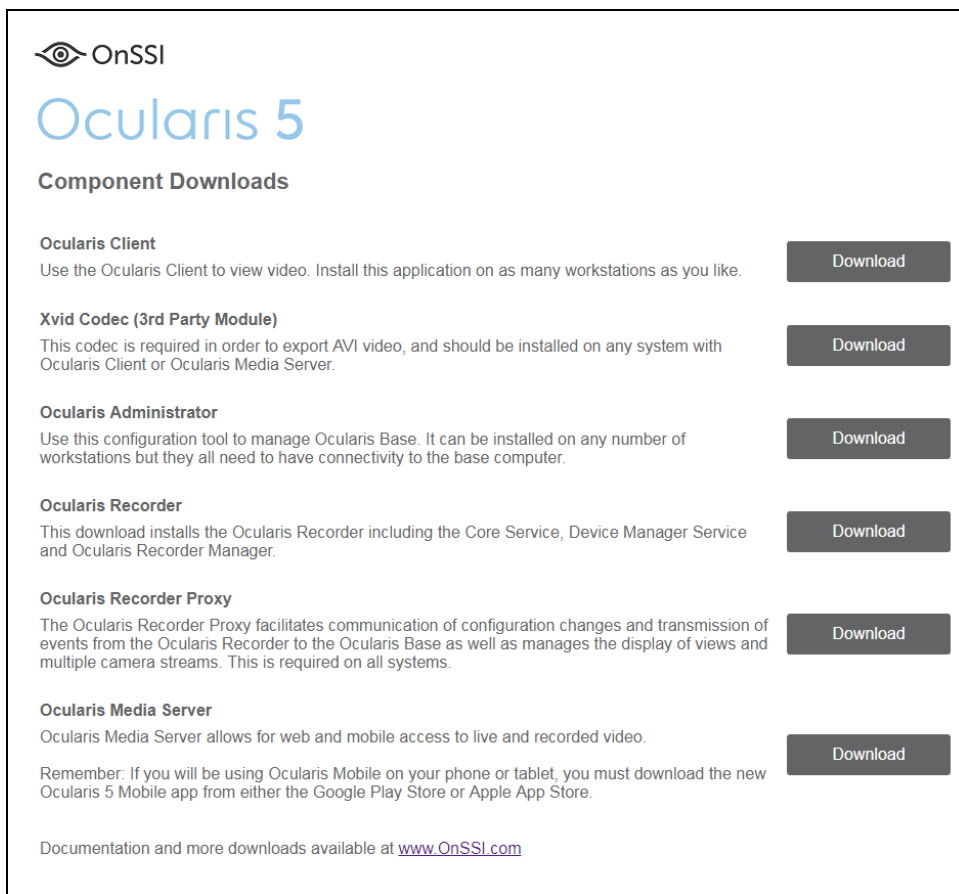 OnSSI
Ocularis 5
Component Downloads
Ocularis Client
Use the Ocularis Client to view video. Install this application on as many workstations as you like.
Download
Xvid Codec (3rd Party Module)
This codec is required in order to export AVI video, and should be installed on any system with
Ocularis Client or Ocularis Media Server.
Download
Ocularis Administrator
Use this configuration tool to manage Ocularis Base. It can be installed on any number of
workstations but they all need to have connectivity to the base computer.
Download
Ocularis Recorder
This download installs the Ocularis Recorder including the Core Service, Device Manager Service
and Ocularis Recorder Manager.
Download
Ocularis Recorder Proxy
The Ocularis Recorder Proxy facilitates communication of configuration changes and transmission of
events from the Ocularis Recorder to the Ocularis Base as well as manages the display of views and
multiple camera streams. This is required on all systems.
Download
Ocularis Media Server
Ocularis Media Server allows for web and mobile access to live and recorded video.
Remember: If you will be using Ocularis Mobile on your phone or tablet, you must download the new
Ocularis 5 Mobile app from either the Google Play Store or Apple App Store.
Download
Documentation and more downloads available at www.OnSSI.com